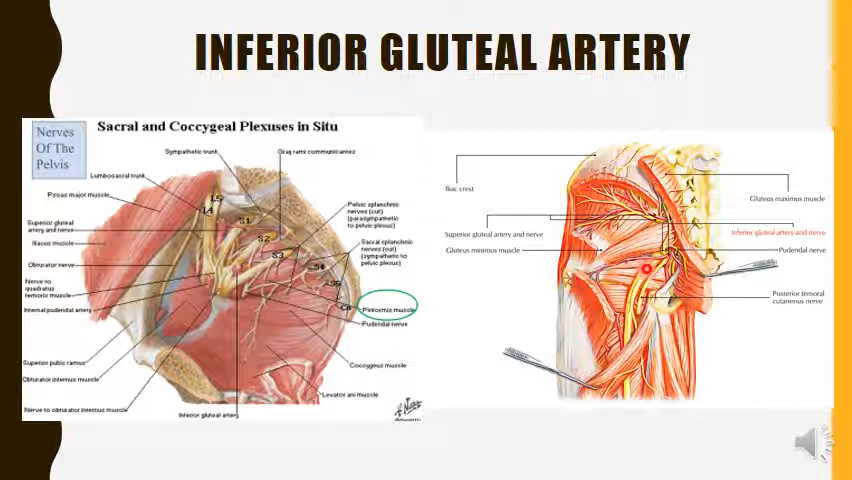 INFERIOR GLUTEAL ARTERY
Nerves
Of The
Pelvis
Sacral and Coccygeal Plexuses in Situ
Sympathetic trunk
Gray rami communicantes
Lumbosacral trunk
Psoas major muscle
Superior gluteal
artery and nerve
Iliacus muscle
Obturator nerve
Nerve to
quadratus
femoris muscle
Internal pudendal artery
Superior pubic ramus
Obturator internus muscle
Nerve to obturator internus muscle
Inferior gluteal artery
L5
L4
S1
S2
S3
S4
S5
Pelvic splanchnic
nerves (cut)
(parasympathetic
to pelvic plexus)
Sacral splanchnic
nerves (cut)
(sympathetic to
pelvic plexus)
Piriformis muscle
Pudendal nerve
Coccygeus muscle
Levator ani muscle
Iliac crest
Superior gluteal artery and nerve
Gluteus minimus muscle
Gluteus maximus muscle
Inferior gluteal artery and nerve
Pudendal nerve
Posterior femoral
cutaneous nerve